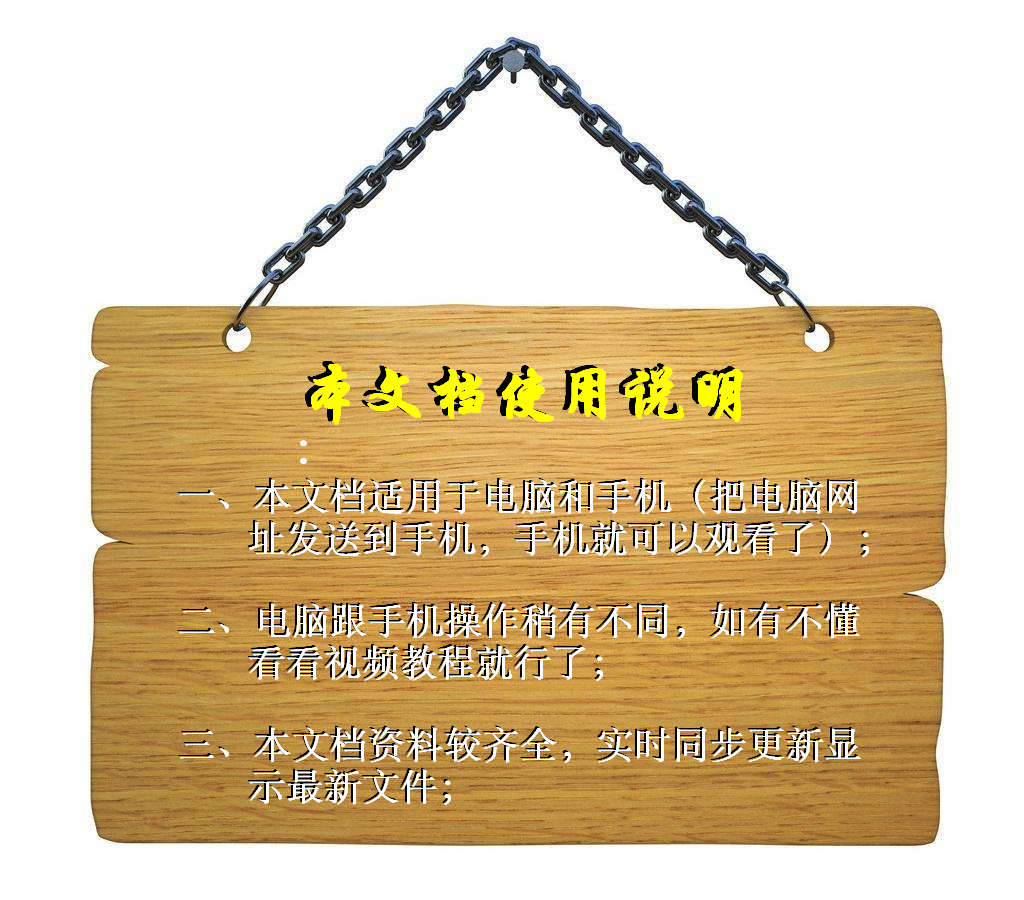 本文档使用说明
：
一、本文档适用于电脑和手机（把电脑网
址发送到手机，手机就可以观看了）；
二、电脑跟手机操作稍有不同，如有不懂
看看视频教程就行了；
三、本文档资料较齐全，实时同步更新显
示最新文件；